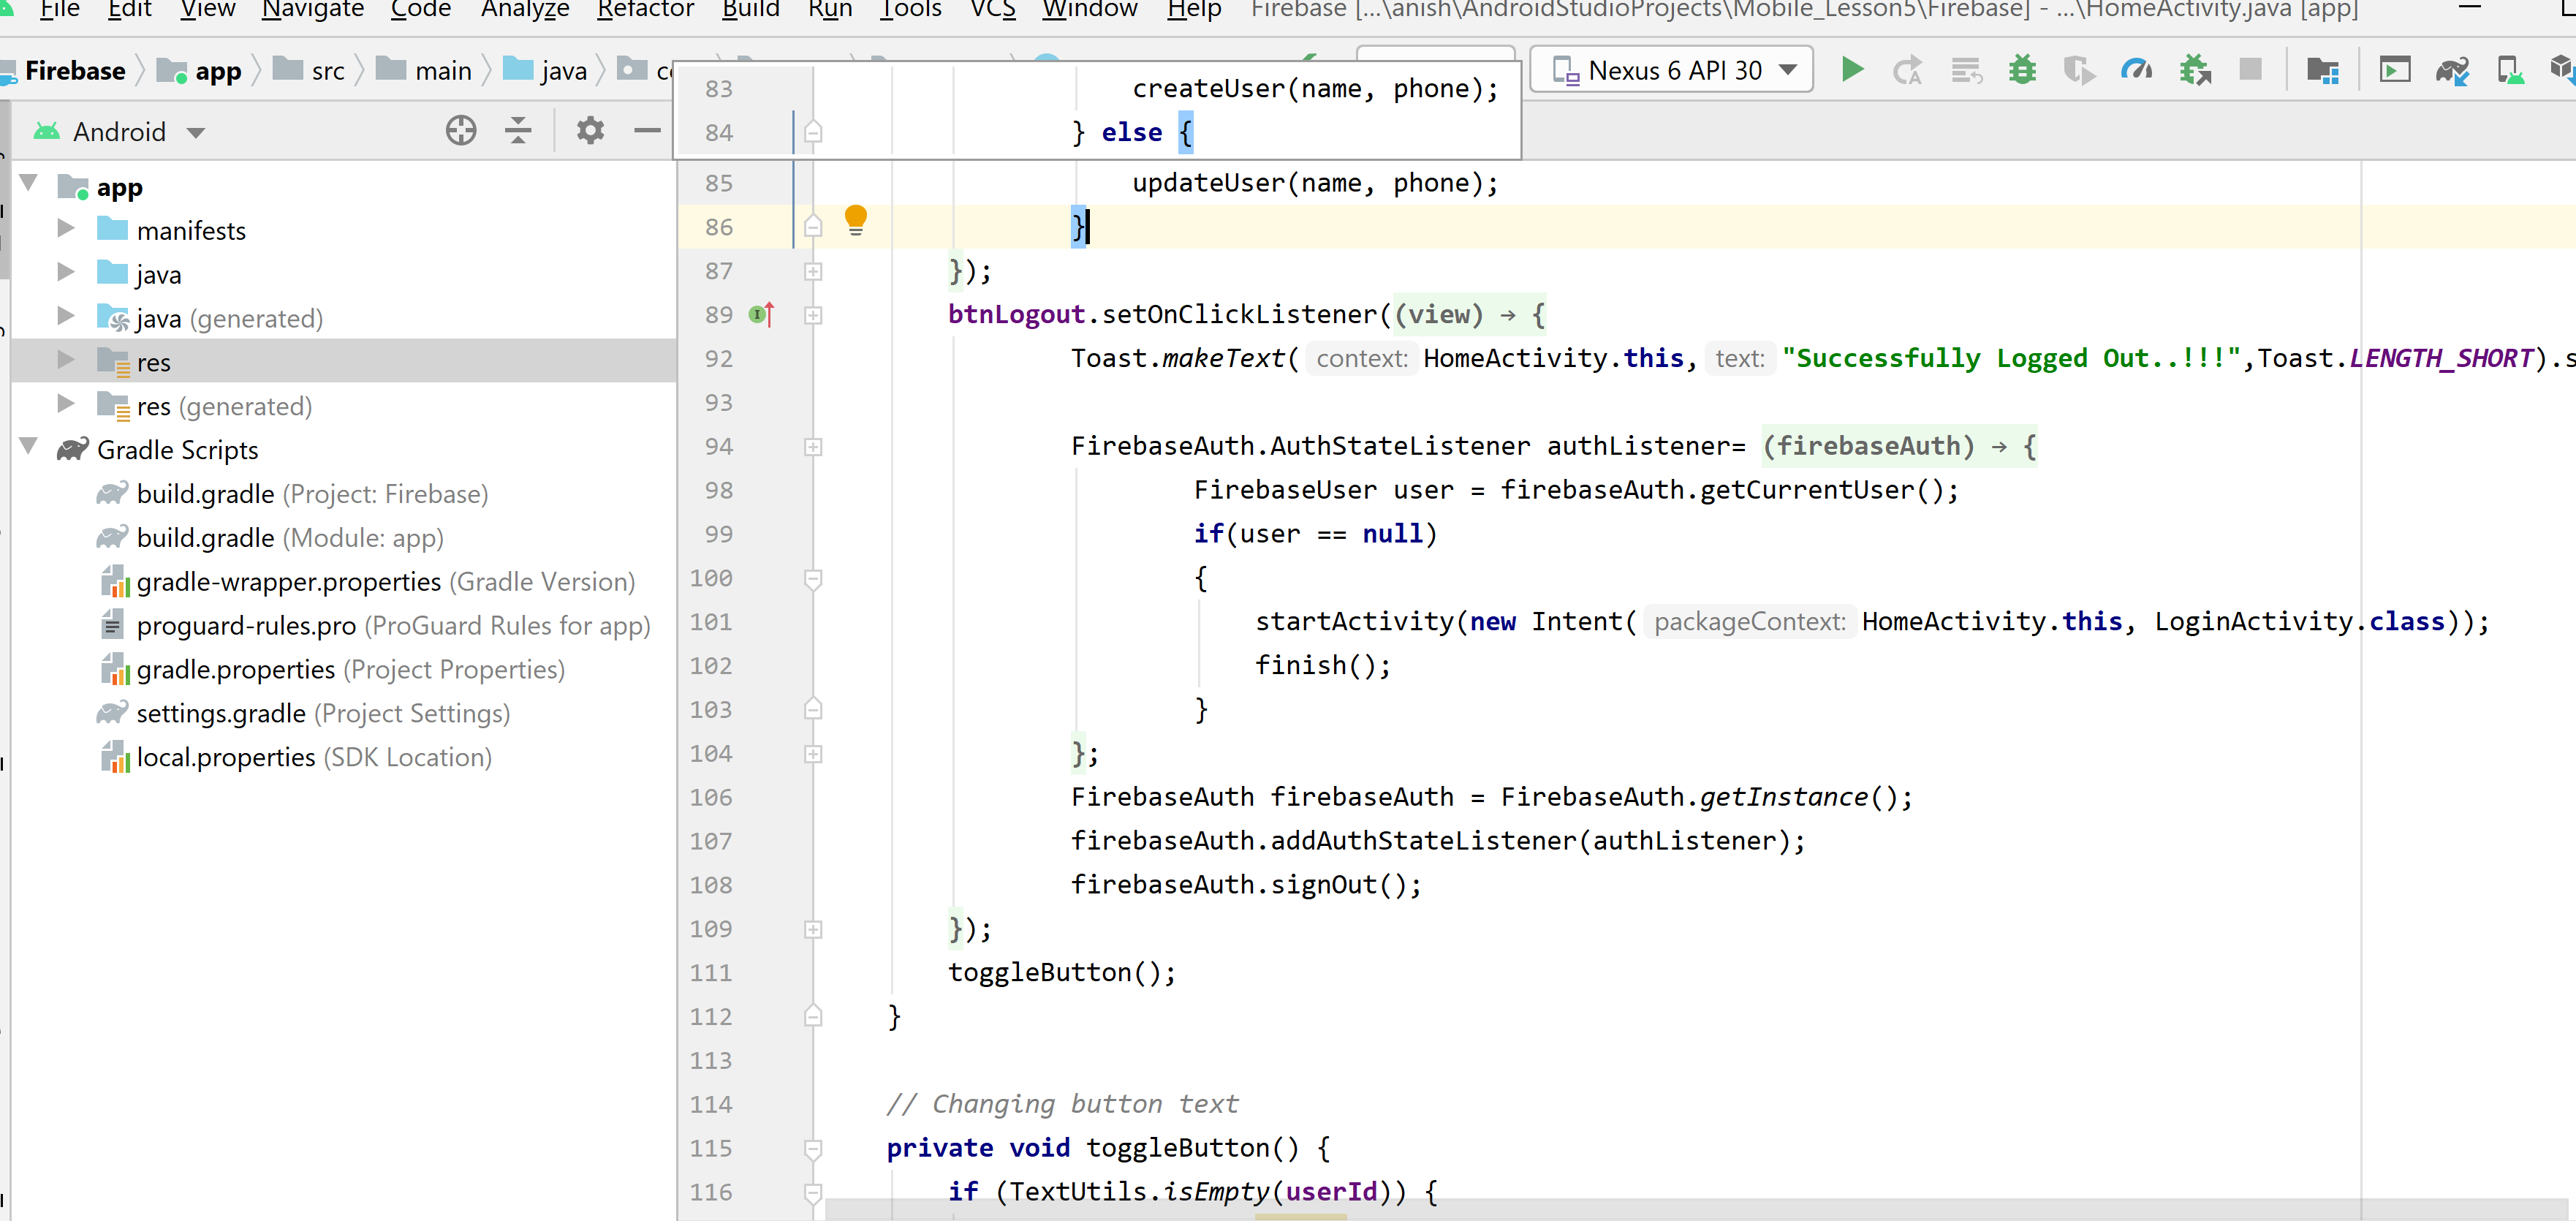 File Edit View Navigate Code Analyze Refactor Build Run Tools VCS Window Help Firebase [...\anish\AndroidStudioProjects\Mobile_Lesson5\Firebase] - ...\HomeActivity.java [app]
Firebase app src main java Nexus 6 API 30
Android
app
manifests
java
java (generated)
res
res (generated)
Gradle Scripts
build.gradle (Project: Firebase)
build.gradle (Module: app)
gradle-wrapper.properties (Gradle Version)
proguard-rules.pro (ProGuard Rules for app)
gradle.properties (Project Properties)
settings.gradle (Project Settings)
local.properties (SDK Location)
83 createUser(name, phone);
84 } else {
85 updateUser(name, phone);
86 }
87 });
89 btnLogout.setOnClickListener((view) → {
92 Toast.makeText( context: HomeActivity.this, text: "Successfully Logged Out..!!!",Toast.LENGTH_SHORT).s
93
94 FirebaseAuth.AuthStateListener authListener= (firebaseAuth) → {
98 FirebaseUser user = firebaseAuth.getCurrentUser();
99 if(user == null)
100 {
101 startActivity(new Intent( packageContext: HomeActivity.this, LoginActivity.class));
102 finish();
103 }
104 };
106 FirebaseAuth firebaseAuth = FirebaseAuth.getInstance();
107 firebaseAuth.addAuthStateListener(authListener);
108 firebaseAuth.signOut();
109 });
111 toggleButton();
112 }
113
114 // Changing button text
115 private void toggleButton() {
116 if (TextUtils.isEmpty(userId)) {